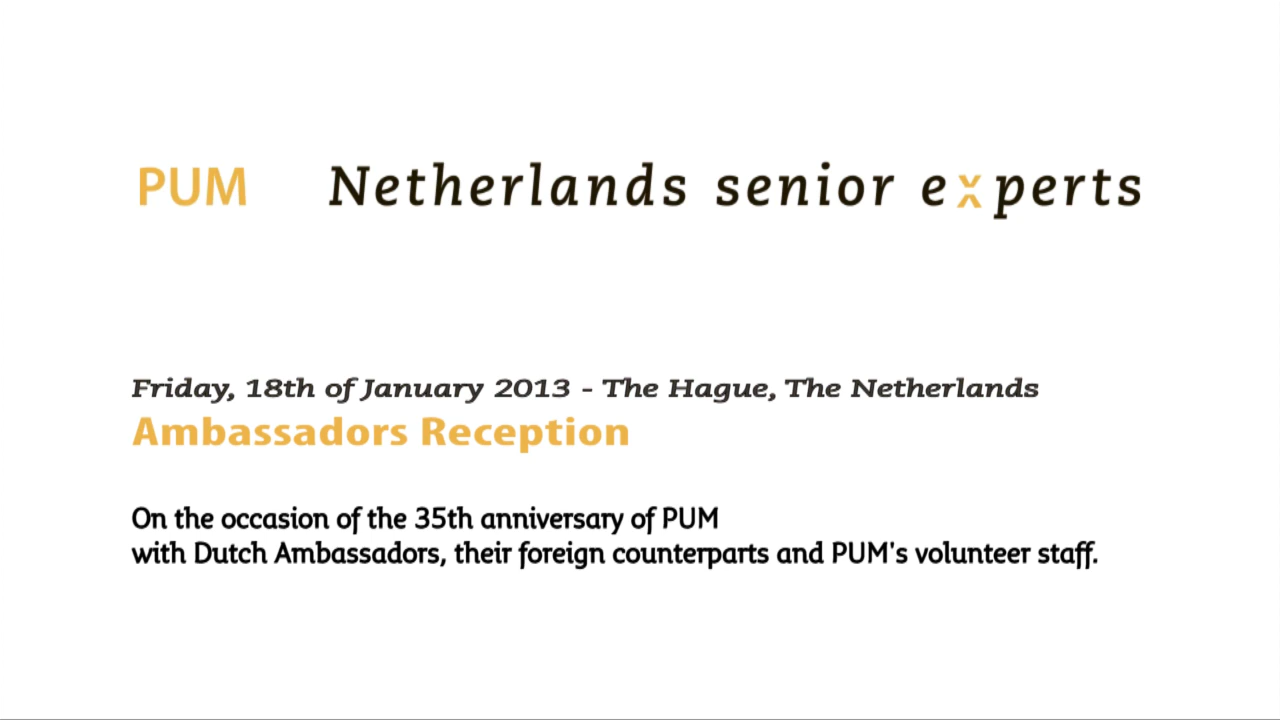 PUM Netherlands senior experts
Friday, 18th of January 2013 - The Hague, The Netherlands
Ambassadors Reception
On the occasion of the 35th anniversary of PUM
with Dutch Ambassadors, their foreign counterparts and PUM's volunteer staff.